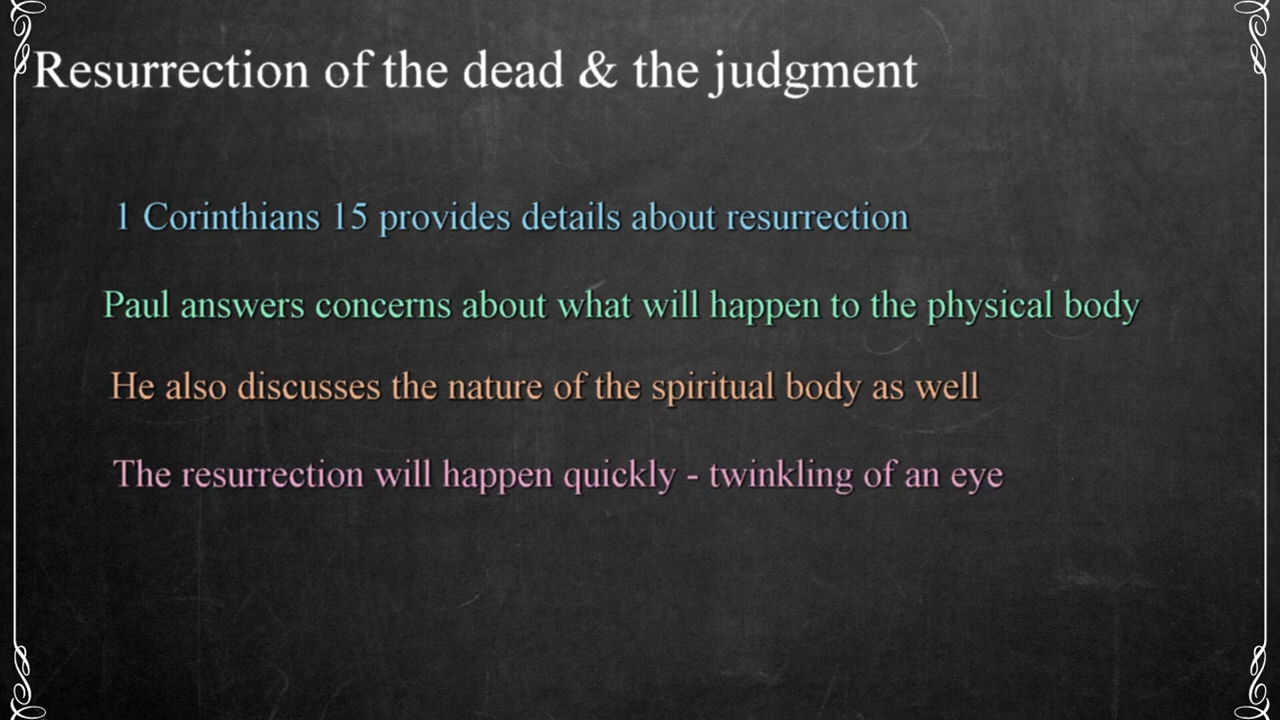 Resurrection of the dead & the judgment
1 Corinthians 15 provides details about resurrection
Paul answers concerns about what will happen to the physical body
He also discusses the nature of the spiritual body as well
The resurrection will happen quickly - twinkling of an eye